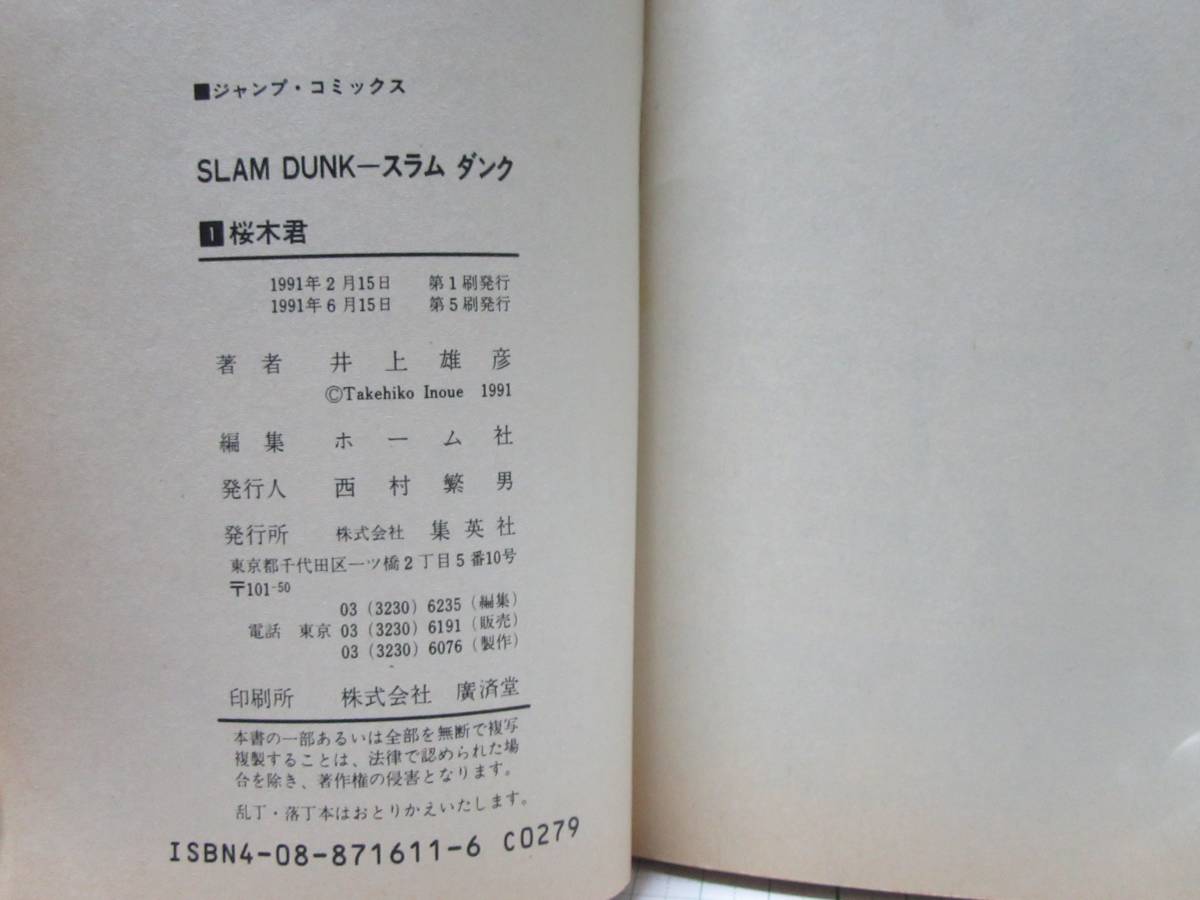 ■ジャンプ・コミックス
SLAM DUNK―スラム ダンク
1 桜木君
1991年2月15日 第1刷発行
1991年6月15日 第5刷発行
著者 井上雄彦
©Takehiko Inoue 1991
編集 ホーム社
発行人 西村繁男
発行所 株式会社 集英社
東京都千代田区一ツ橋2丁目5番10号
〒101-50
03(3230)6235(編集)
電話 東京 03(3230)6191(販売)
03(3230)6076(製作)
印刷所 株式会社 廣済堂
本書の一部あるいは全部を無断で複写
複製することは、法律で認められた場
合を除き、著作権の侵害となります。
乱丁・落丁本はおとりかえいたします。
ISBN4-08-871611-6 C0279